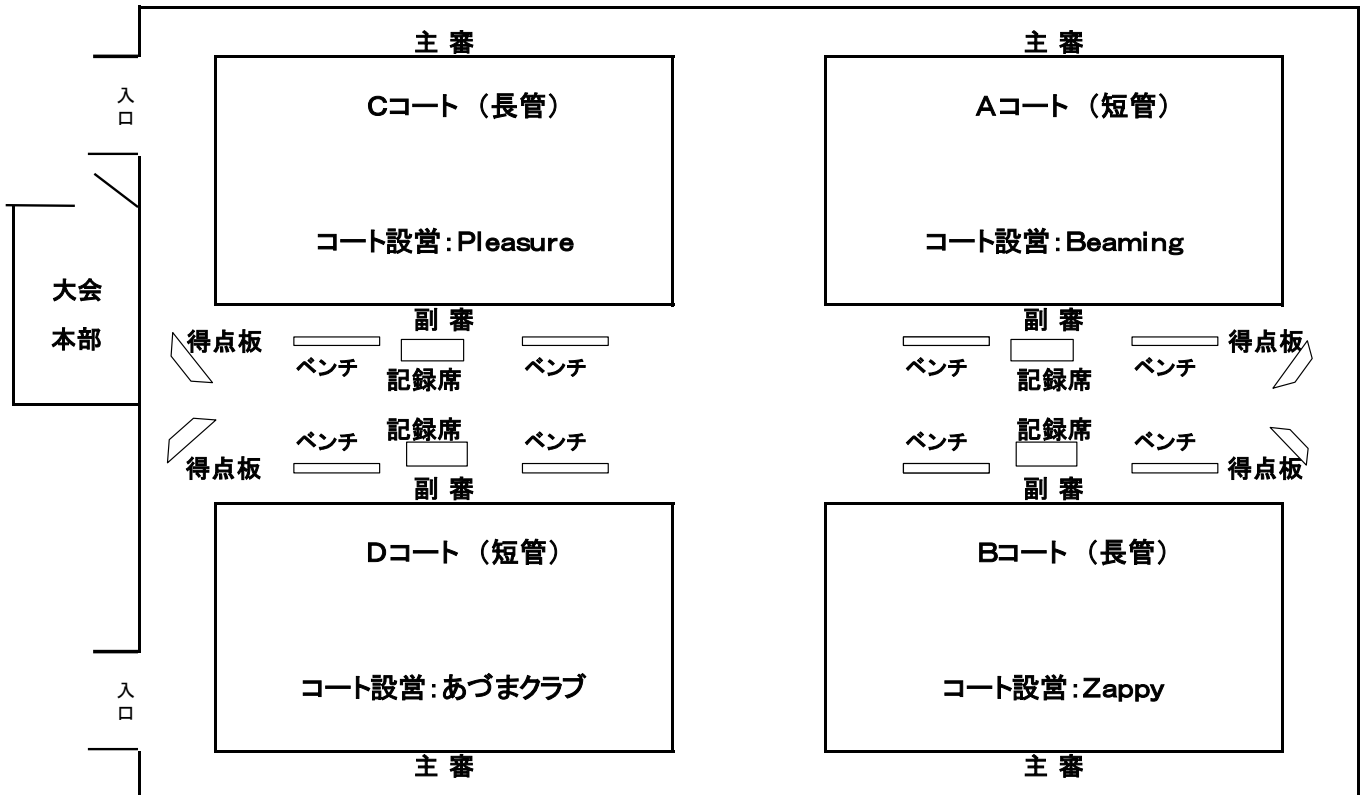 主 審
主 審
入口
Cコート （長管）
Aコート （短管）
コート設営：Pleasure
コート設営：Beaming
大会
本部
副 審
副 審
得点板
ベンチ
記録席
ベンチ
ベンチ
記録席
ベンチ
得点板
得点板
ベンチ
記録席
ベンチ
ベンチ
記録席
ベンチ
得点板
副 審
副 審
Dコート （短管）
Bコート （長管）
入口
コート設営：あづまクラブ
コート設営：Zappy
主 審
主 審